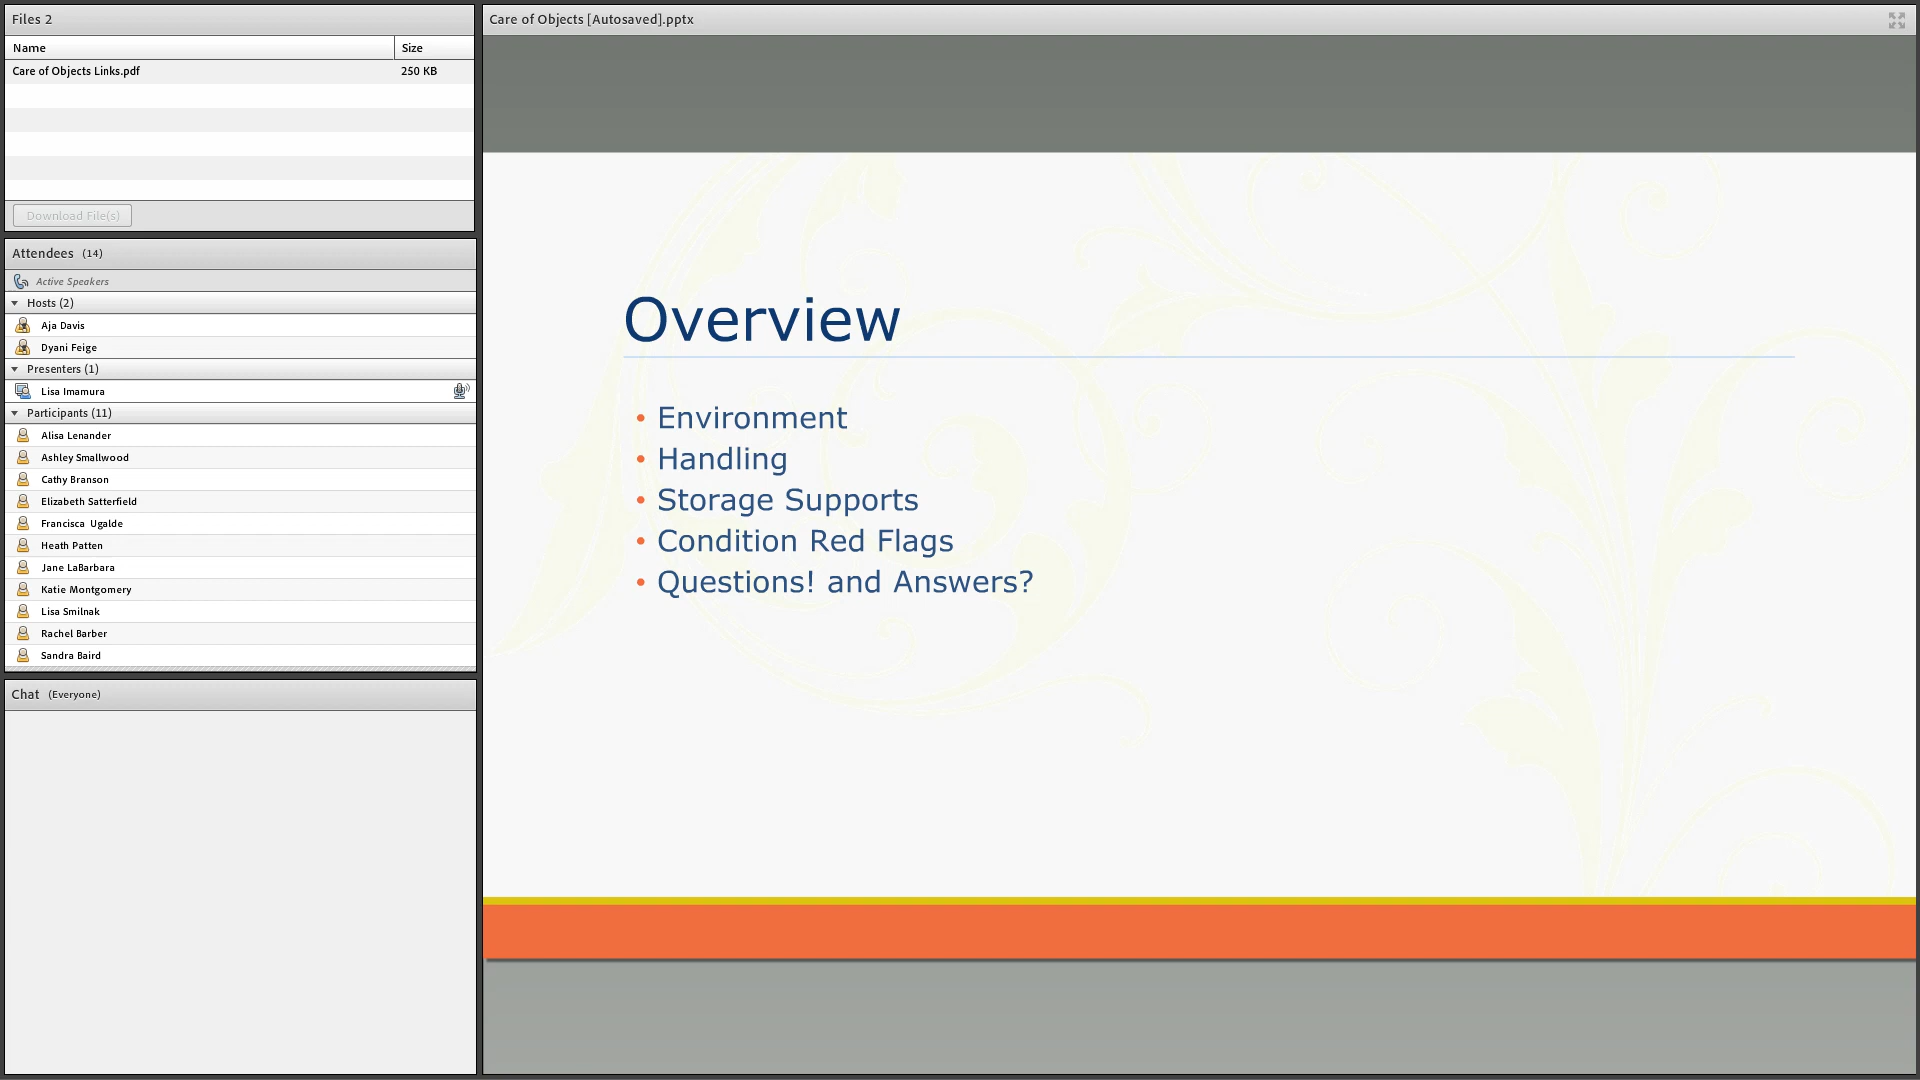 Files 2
Name Size
Care of Objects Links.pdf 250 KB
Download File(s)
Attendees (14)
Active Speakers
Hosts (2)
Aja Davis
Dyani Feige
Presenters (1)
Lisa Imamura
Participants (11)
Alisa Lenander
Ashley Smallwood
Cathy Branson
Elizabeth Satterfield
Francisca Ugalde
Heath Patten
Jane LaBarbara
Katie Montgomery
Lisa Smilnak
Rachel Barber
Sandra Baird
Chat (Everyone)
Care of Objects [Autosaved].pptx
Overview
• Environment
• Handling
• Storage Supports
• Condition Red Flags
• Questions! and Answers?